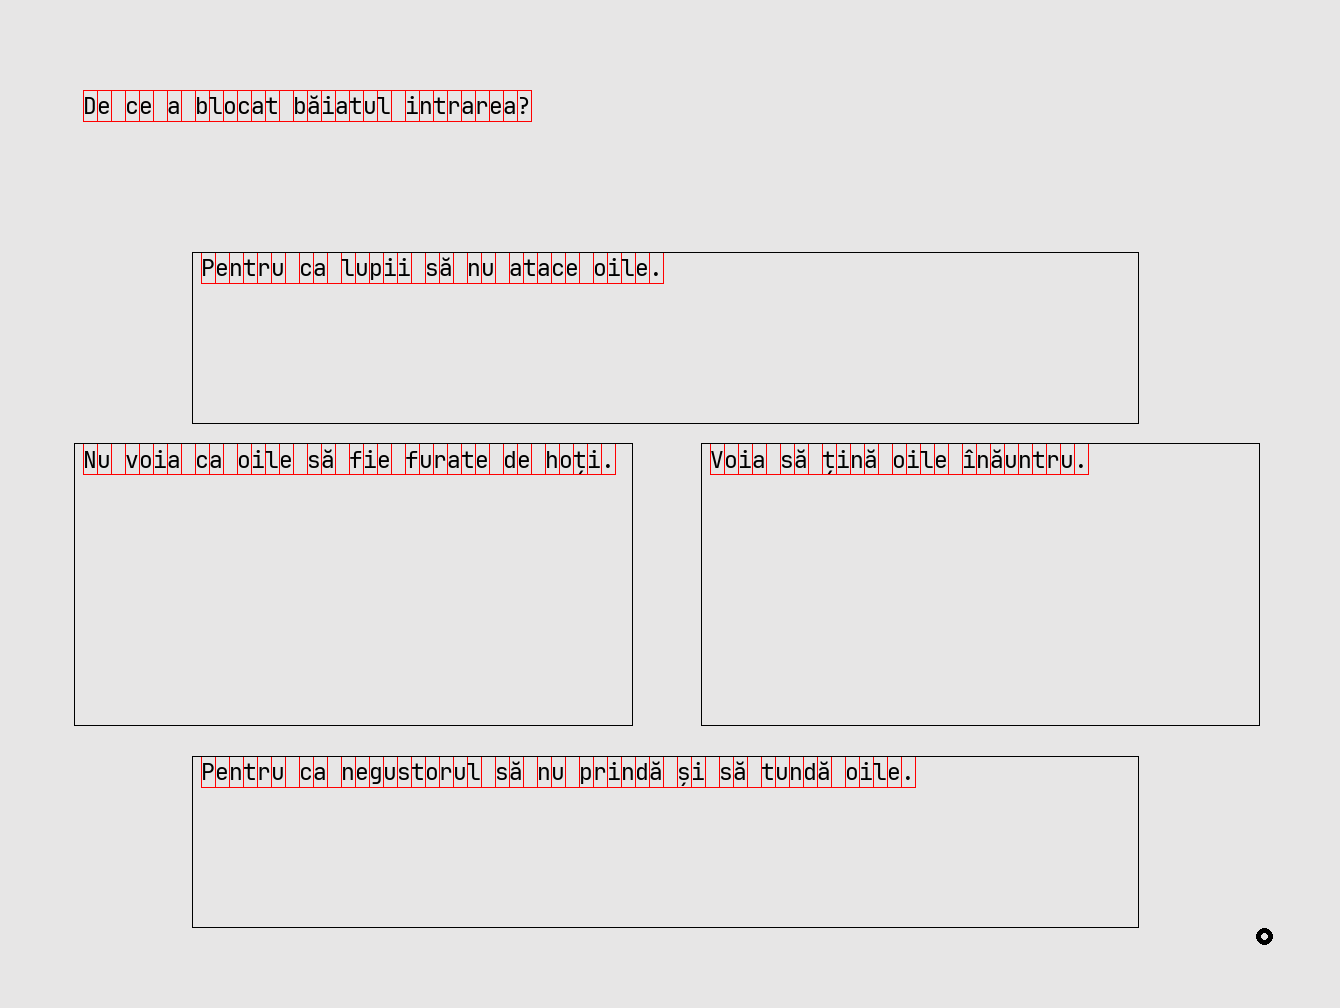 De ce a blocat băiatul intrarea?
Pentru ca lupii să nu atace oile.
Nu voia ca oile să fie furate de hoți.
Voia să țină oile înăuntru.
Pentru ca negustorul să nu prindă și să tundă oile.